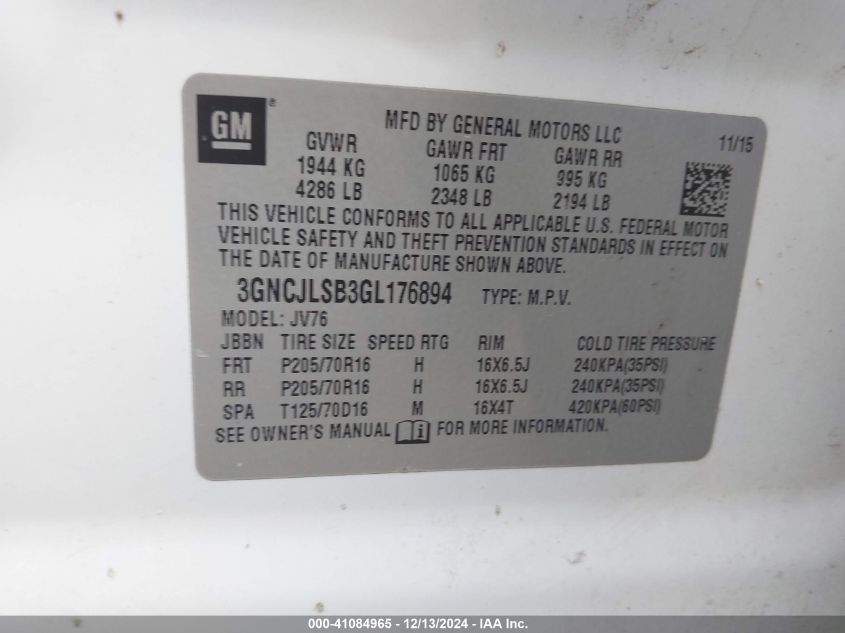 GM ®
MFD BY GENERAL MOTORS LLC 11/15
GVWR GAWR FRT GAWR RR
1944 KG 1065 KG 995 KG
4286 LB 2348 LB 2194 LB
THIS VEHICLE CONFORMS TO ALL APPLICABLE U.S. FEDERAL MOTOR
VEHICLE SAFETY AND THEFT PREVENTION STANDARDS IN EFFECT ON
THE DATE OF MANUFACTURE SHOWN ABOVE.
3GNCJLSB3GL176894 TYPE: M.P.V.
MODEL: JV76
JBBN TIRE SIZE SPEED RTG RIM COLD TIRE PRESSURE
FRT P205/70R16 H 16X6.5J 240KPA(35PSI)
RR P205/70R16 H 16X6.5J 240KPA(35PSI)
SPA T125/70D16 M 16X4T 420KPA(60PSI)
SEE OWNER'S MANUAL i FOR MORE INFORMATION.
000-41084965 - 12/13/2024 - IAA Inc.